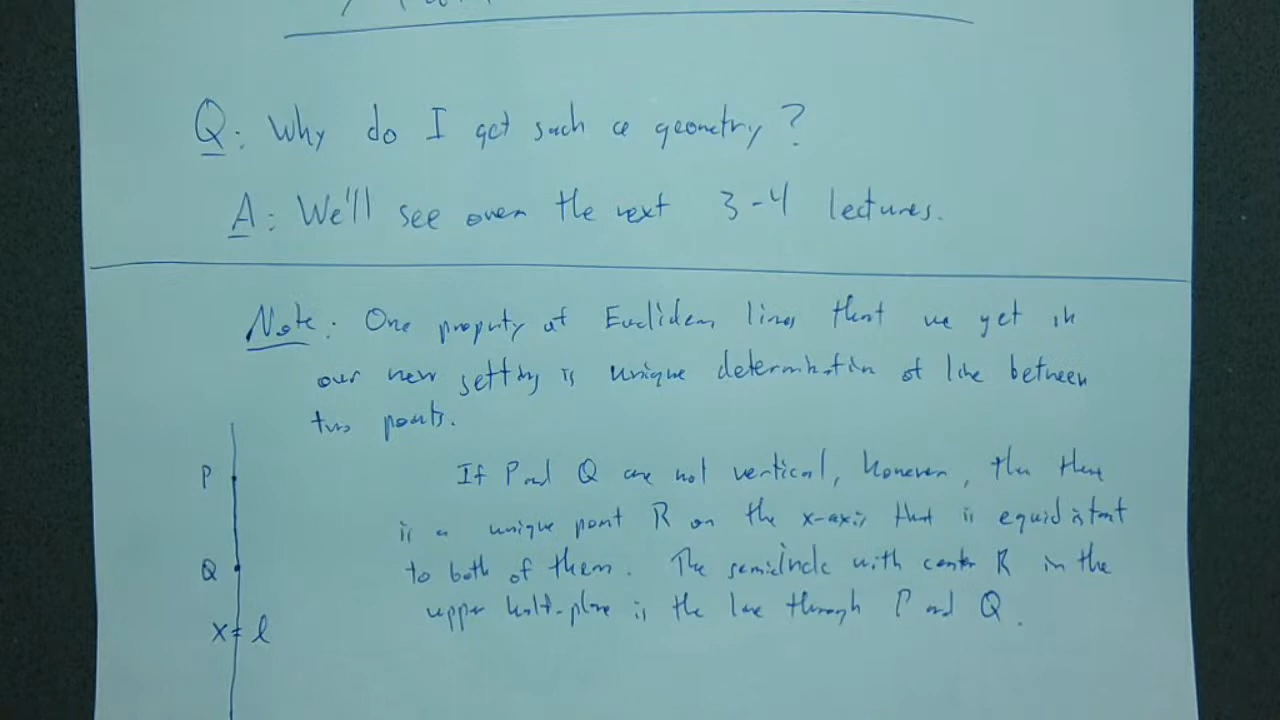 Q: Why do I get such a geometry?
A: We'll see over the next 3-4 lectures.
Note: One property of Euclidean lines that we get in
our new setting is unique determination of line between
two points.
If P and Q are not vertical, however, then there
P
is a unique point R on the x-axis that is equidistant
to both of them. The semicircle with center R in the
Q
upper half-plane is the line through P and Q.
X= l